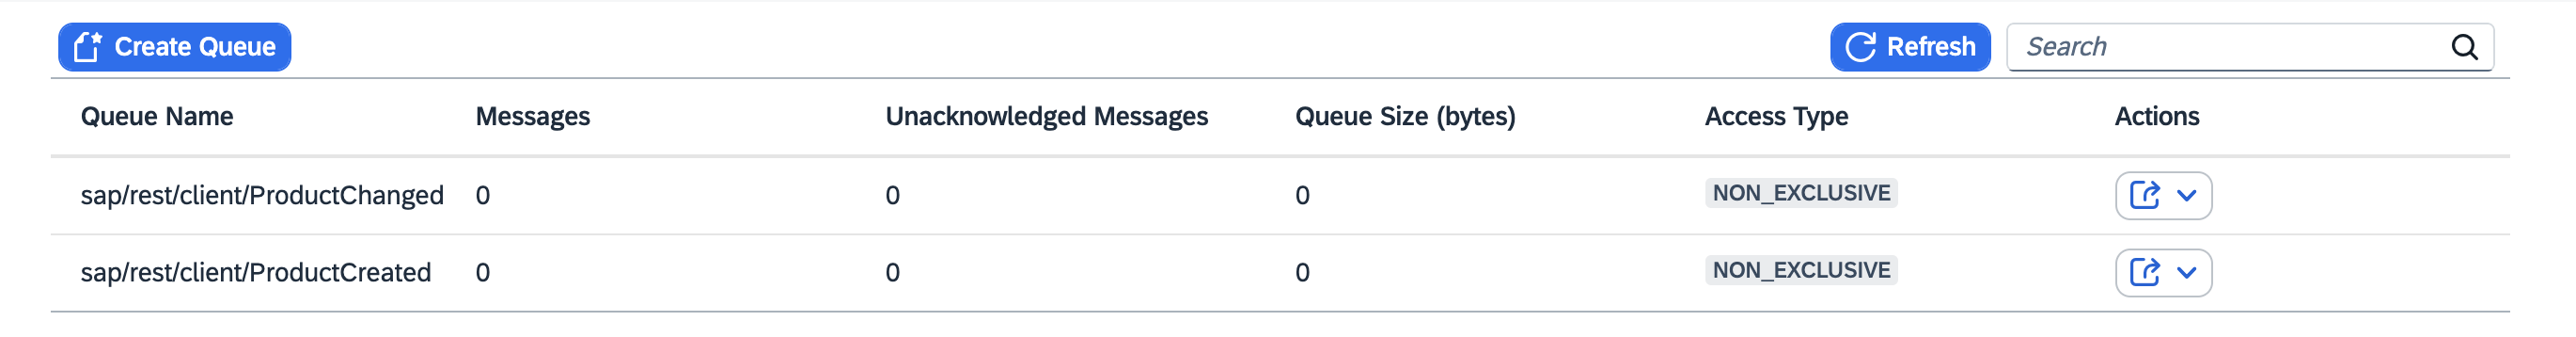 Create Queue Refresh Search
Queue Name Messages Unacknowledged Messages Queue Size (bytes) Access Type Actions
sap/rest/client/ProductChanged 0 0 0 NON_EXCLUSIVE
sap/rest/client/ProductCreated 0 0 0 NON_EXCLUSIVE